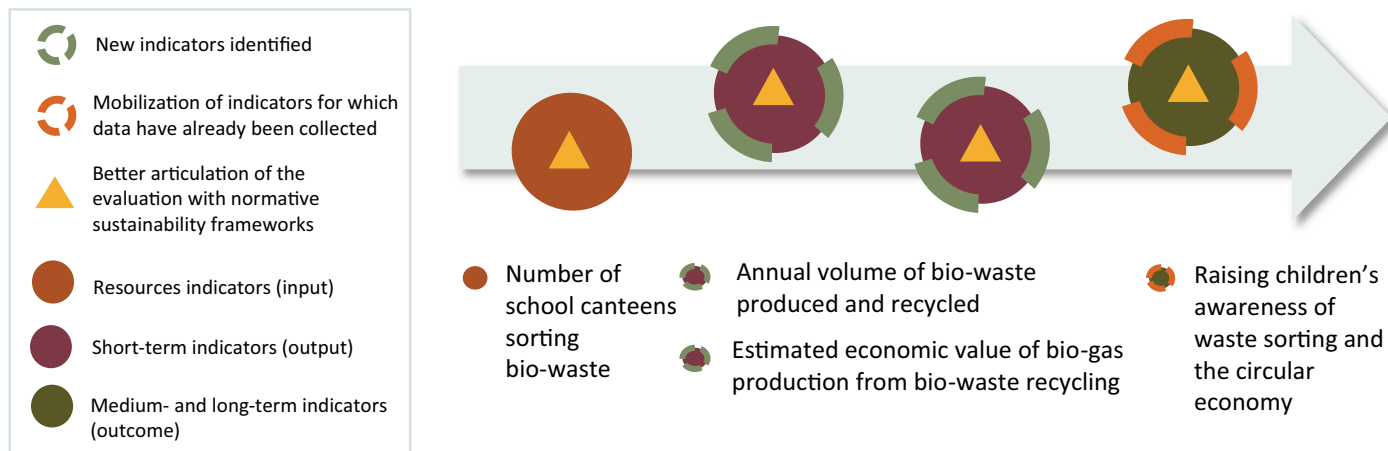 New indicators identified
Mobilization of indicators for which
data have already been collected
Better articulation of the
evaluation with normative
sustainability frameworks
Resources indicators (input)
Short-term indicators (output)
Medium- and long-term indicators
(outcome)
Number of
school canteens
sorting
bio-waste
Annual volume of bio-waste
produced and recycled
Estimated economic value of bio-gas
production from bio-waste recycling
Raising children’s
awareness of
waste sorting and
the circular
economy